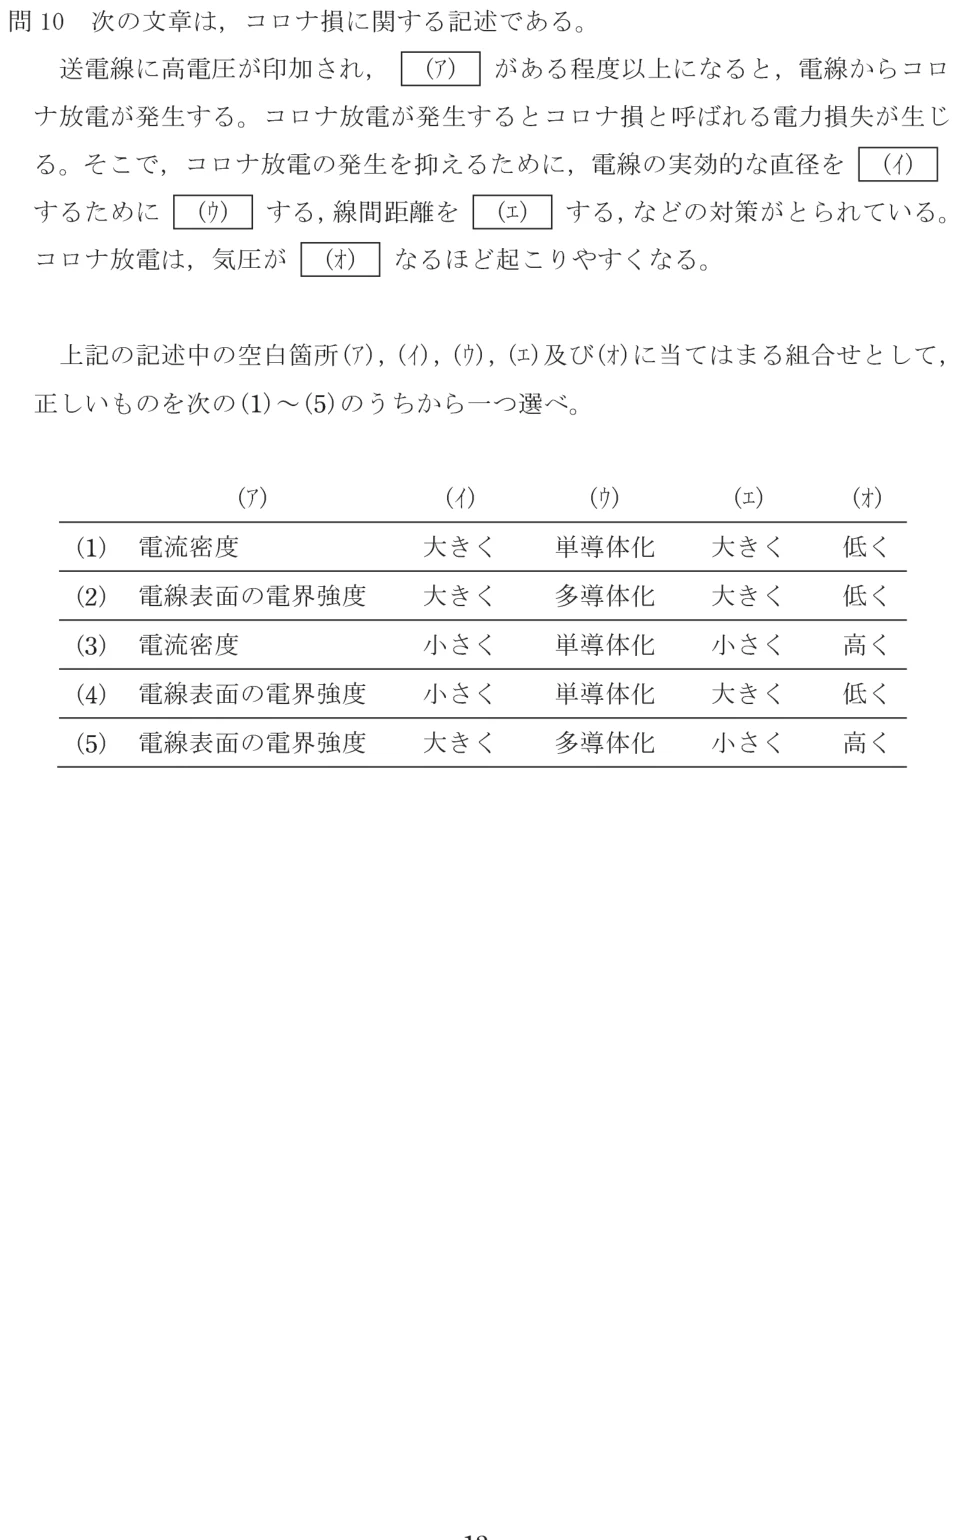 問 10 次の文章は，コロナ損に関する記述である。
送電線に高電圧が印加され，(ア)がある程度以上になると，電線からコロ
ナ放電が発生する。コロナ放電が発生するとコロナ損と呼ばれる電力損失が生じ
る。そこで，コロナ放電の発生を抑えるために，電線の実効的な直径を(イ)
するために(ウ)する，線間距離を(エ)する，などの対策がとられている。
コロナ放電は，気圧が(オ)なるほど起こりやすくなる。
上記の記述中の空白箇所(ア)，(イ)，(ウ)，(エ)及び(オ)に当てはまる組合せとして，
正しいものを次の(1)～(5)のうちから一つ選べ。
(ア) (イ) (ウ) (エ) (オ)
(1) 電流密度 大きく 単導体化 大きく 低く
(2) 電線表面の電界強度 大きく 多導体化 大きく 低く
(3) 電流密度 小さく 単導体化 小さく 高く
(4) 電線表面の電界強度 小さく 単導体化 大きく 低く
(5) 電線表面の電界強度 大きく 多導体化 小さく 高く